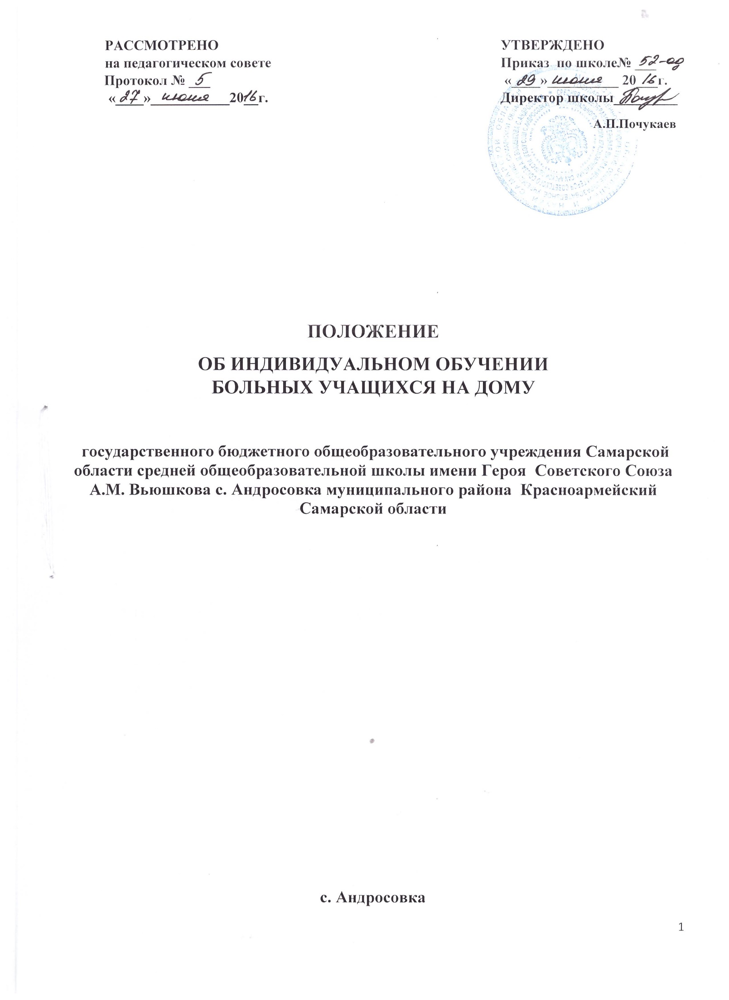 РАССМОТРЕНО
на педагогическом совете
Протокол № 5
«27» июня 2016г.
УТВЕРЖДЕНО
Приказ по школе№ 52-од
«29» июня 2016г.
Директор школы
А.П.Почукаев
ПОЛОЖЕНИЕ
ОБ ИНДИВИДУАЛЬНОМ ОБУЧЕНИИ
БОЛЬНЫХ УЧАЩИХСЯ НА ДОМУ
государственного бюджетного общеобразовательного учреждения Самарской
области средней общеобразовательной школы имени Героя Советского Союза
А.М. Вьюшкова с. Андросовка муниципального района Красноармейский
Самарской области
с. Андросовка
1